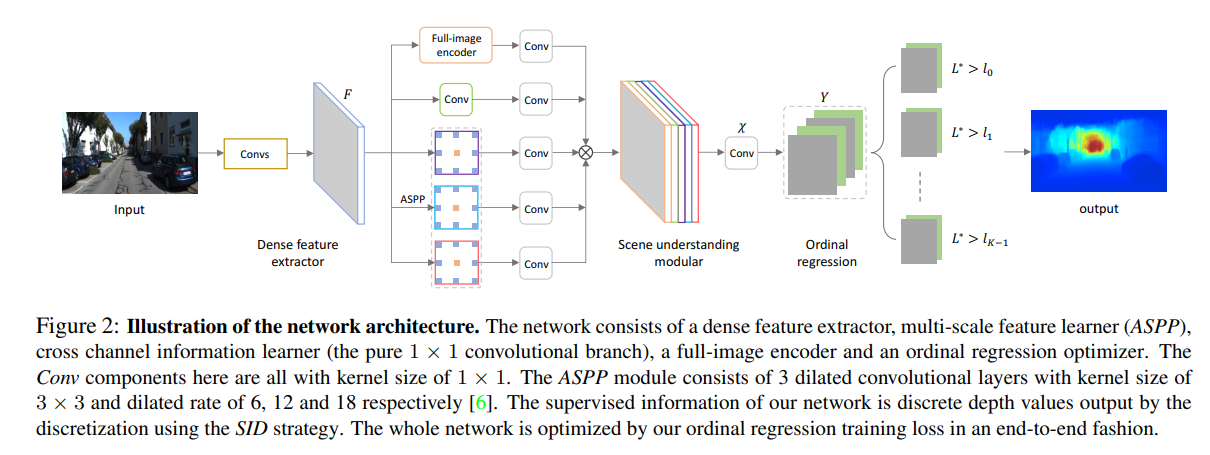 Full-image
encoder
Conv
F
Conv
Conv
L* > l₀
Y
χ
L* > l₁
Convs
Conv
Conv
ASPP
Conv
Input
output
Dense feature
extractor
Scene understanding
modular
Ordinal
regression
L* > l_{K−1}
Conv
Figure 2: Illustration of the network architecture. The network consists of a dense feature extractor, multi-scale feature learner (ASPP),
cross channel information learner (the pure 1 × 1 convolutional branch), a full-image encoder and an ordinal regression optimizer. The
Conv components here are all with kernel size of 1 × 1. The ASPP module consists of 3 dilated convolutional layers with kernel size of
3 × 3 and dilated rate of 6, 12 and 18 respectively [6]. The supervised information of our network is discrete depth values output by the
discretization using the SID strategy. The whole network is optimized by our ordinal regression training loss in an end-to-end fashion.